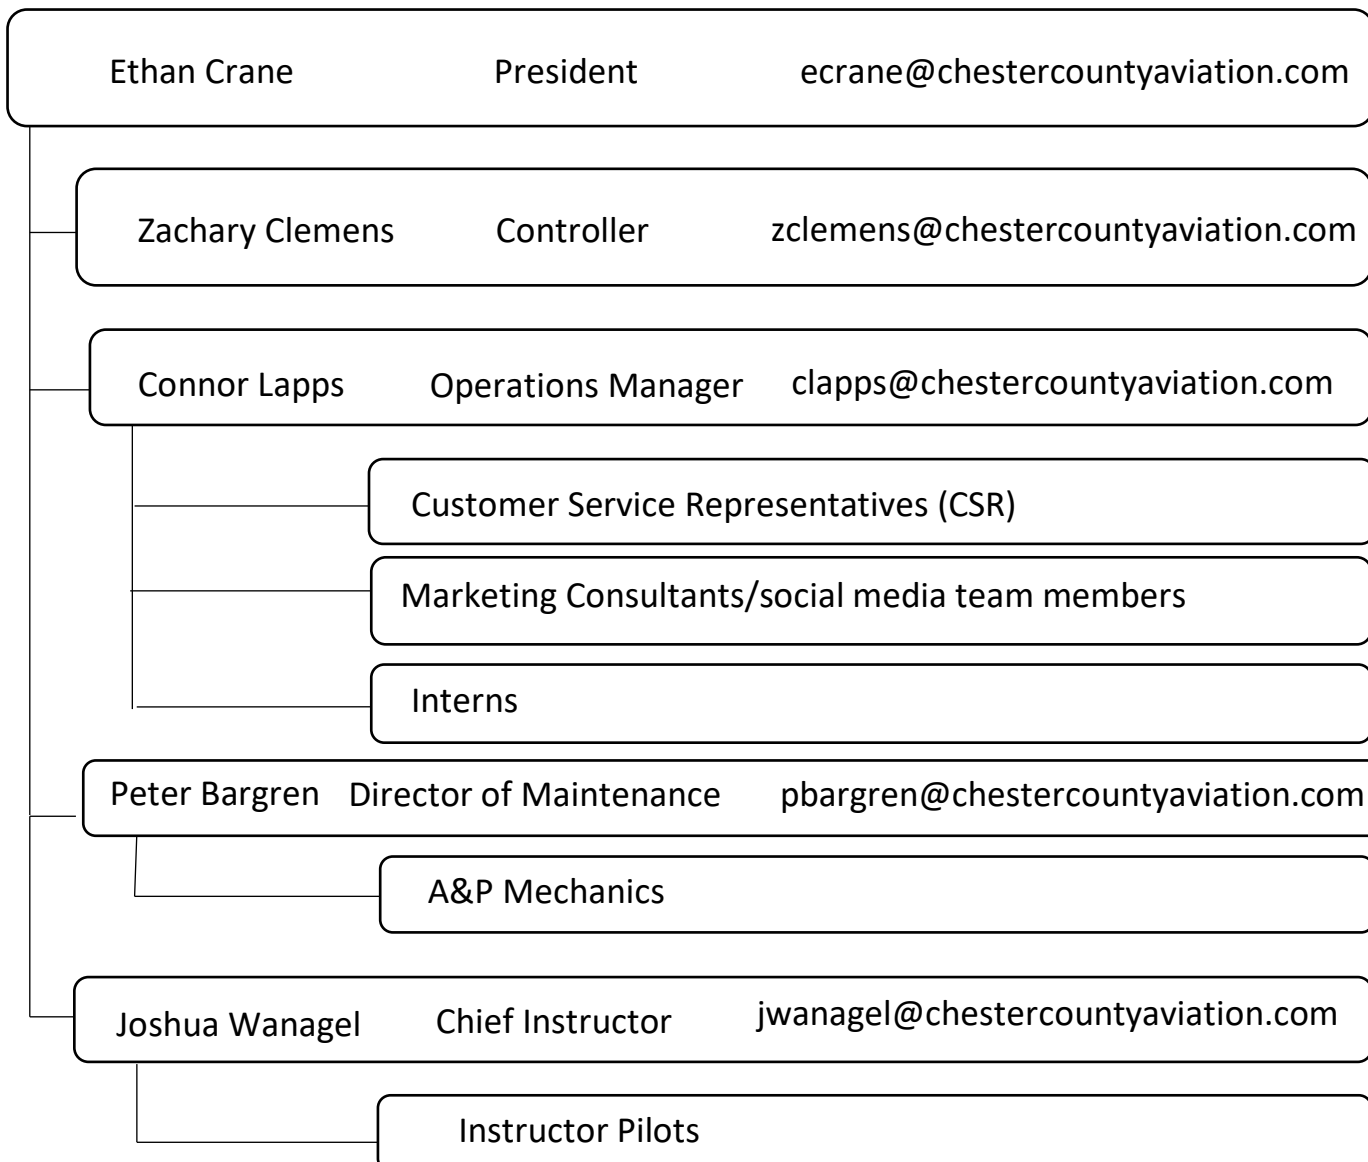 Ethan Crane President ecrane@chestercountyaviation.com
Zachary Clemens Controller zclemens@chestercountyaviation.com
Connor Lapps Operations Manager clapps@chestercountyaviation.com
Customer Service Representatives (CSR)
Marketing Consultants/social media team members
Interns
Peter Bargren Director of Maintenance pbargren@chestercountyaviation.com
A&P Mechanics
Joshua Wanagel Chief Instructor jwanagel@chestercountyaviation.com
Instructor Pilots